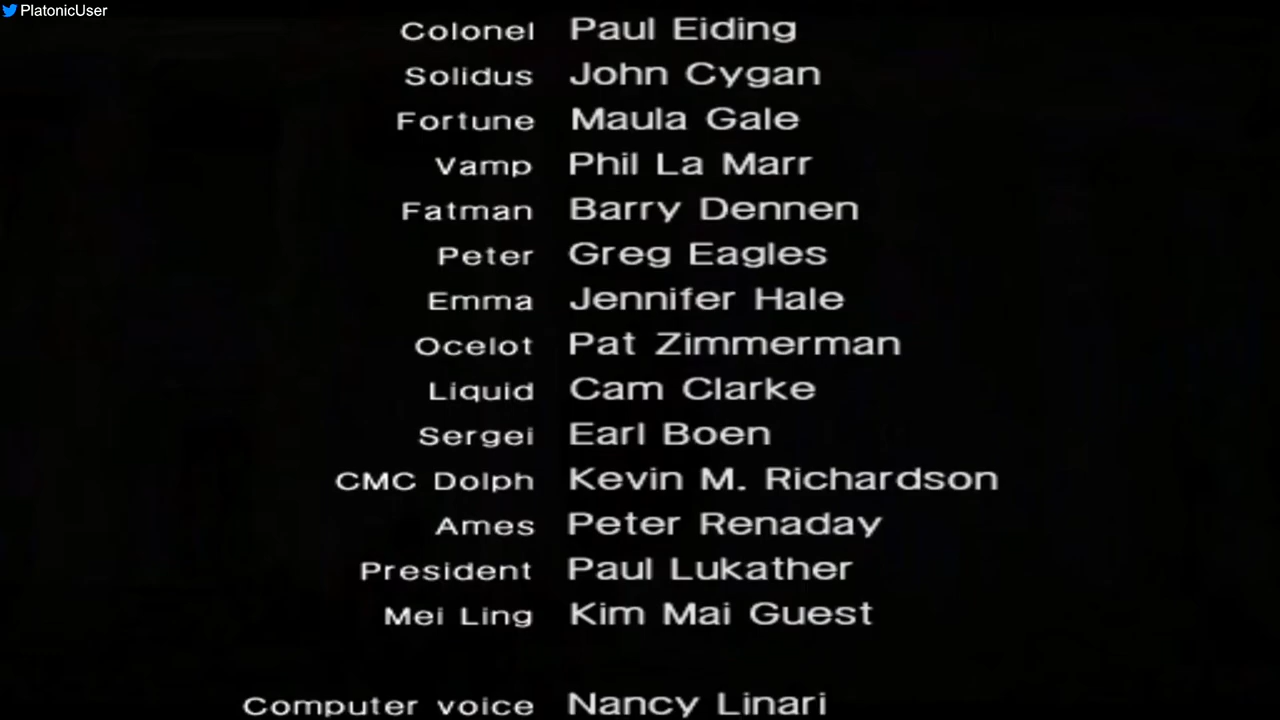 PlatonicUser
Colonel Paul Eiding
Solidus John Cygan
Fortune Maula Gale
Vamp Phil La Marr
Fatman Barry Dennen
Peter Greg Eagles
Emma Jennifer Hale
Ocelot Pat Zimmerman
Liquid Cam Clarke
Sergei Earl Boen
CMC Dolph Kevin M. Richardson
Ames Peter Renaday
President Paul Lukather
Mei Ling Kim Mai Guest
Computer voice Nancy Linari